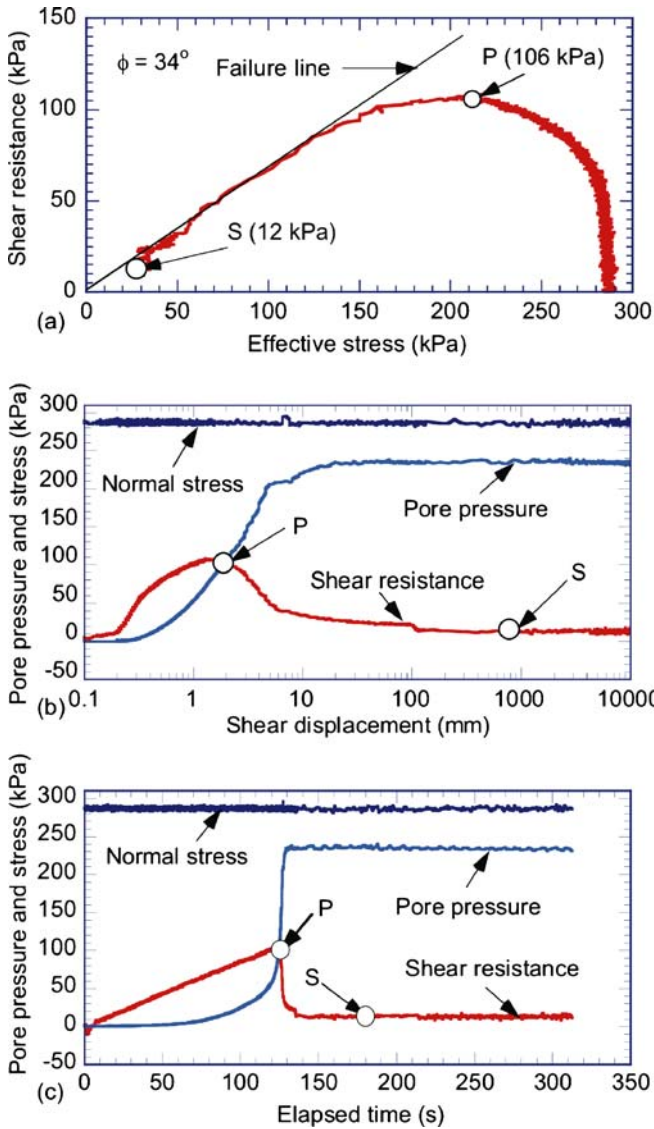 150
100
50
0
Shear resistance (kPa)
ϕ = 34°
Failure line
P (106 kPa)
S (12 kPa)
0 50 100 150 200 250 300
(a)
Effective stress (kPa)
300
250
200
150
100
50
0
-50
Pore pressure and stress (kPa)
Normal stress
Pore pressure
P
Shear resistance
S
0.1 1 10 100 1000 10000
(b)
Shear displacement (mm)
300
250
200
150
100
50
0
-50
Pore pressure and stress (kPa)
Normal stress
Pore pressure
P
S
Shear resistance
0 50 100 150 200 250 300 350
(c)
Elapsed time (s)